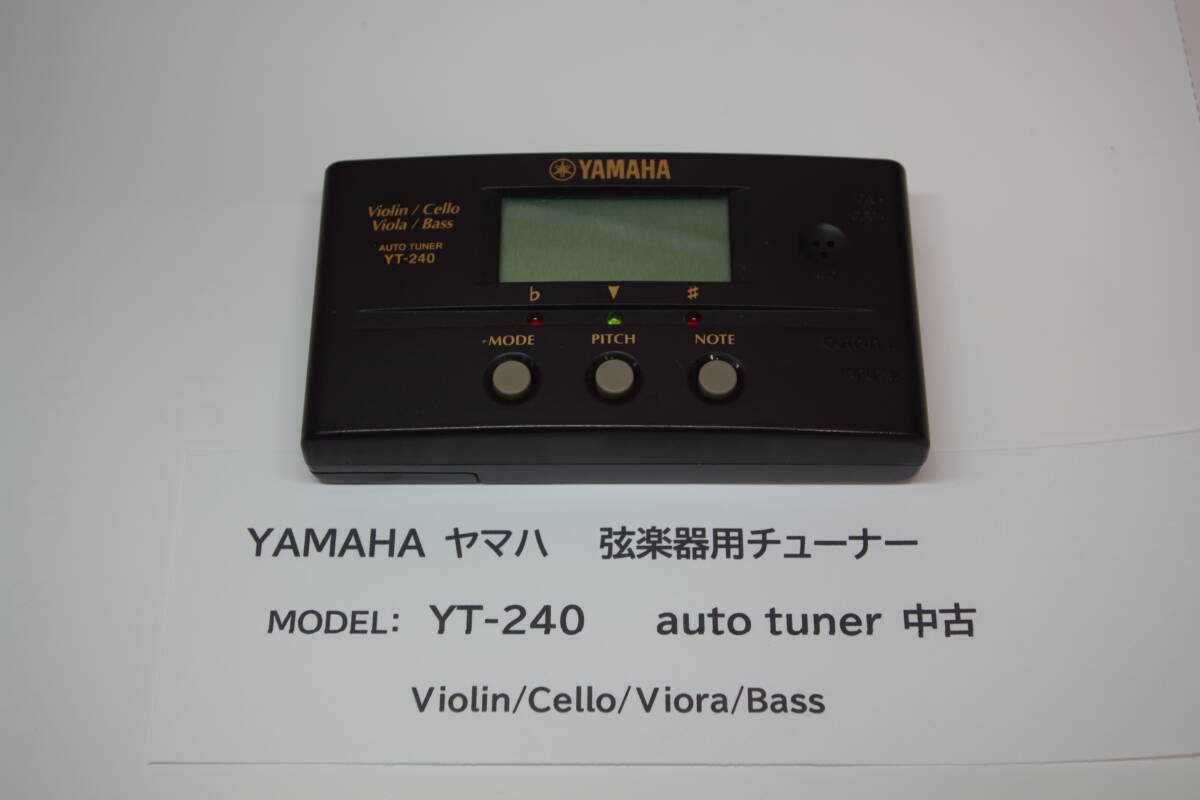 YAMAHA
Violin / Cello
Viola / Bass
AUTO TUNER
YT-240
♭ ▼ ♯
MODE PITCH NOTE
YAMAHA ヤマハ 弦楽器用チューナー
MODEL: YT-240 auto tuner 中古
Violin/Cello/Viora/Bass